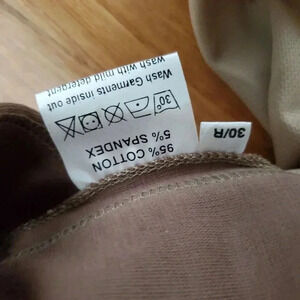 95% COTTON
5% SPANDEX
30°
Wash Garments inside out
wash with mild detergent
30/R